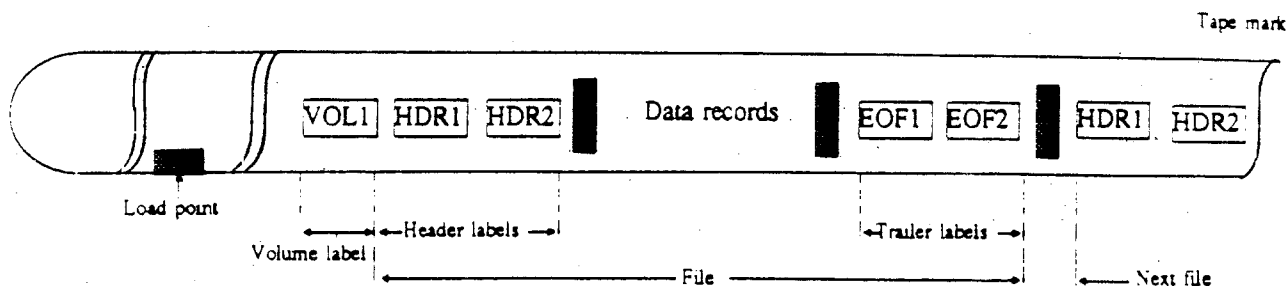 Tape mark
VOL1 HDR1 HDR2 Data records EOF1 EOF2 HDR1 HDR2
Load point
Volume label
Header labels
Trailer labels
File
Next file